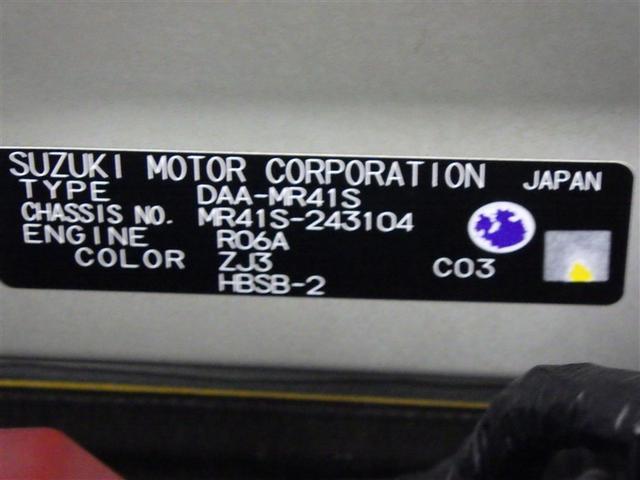 SUZUKI MOTOR CORPORATION JAPAN
TYPE DAA-MR41S
CHASSIS NO. MR41S-243104
ENGINE R06A
COLOR ZJ3 C03
HBSB-2